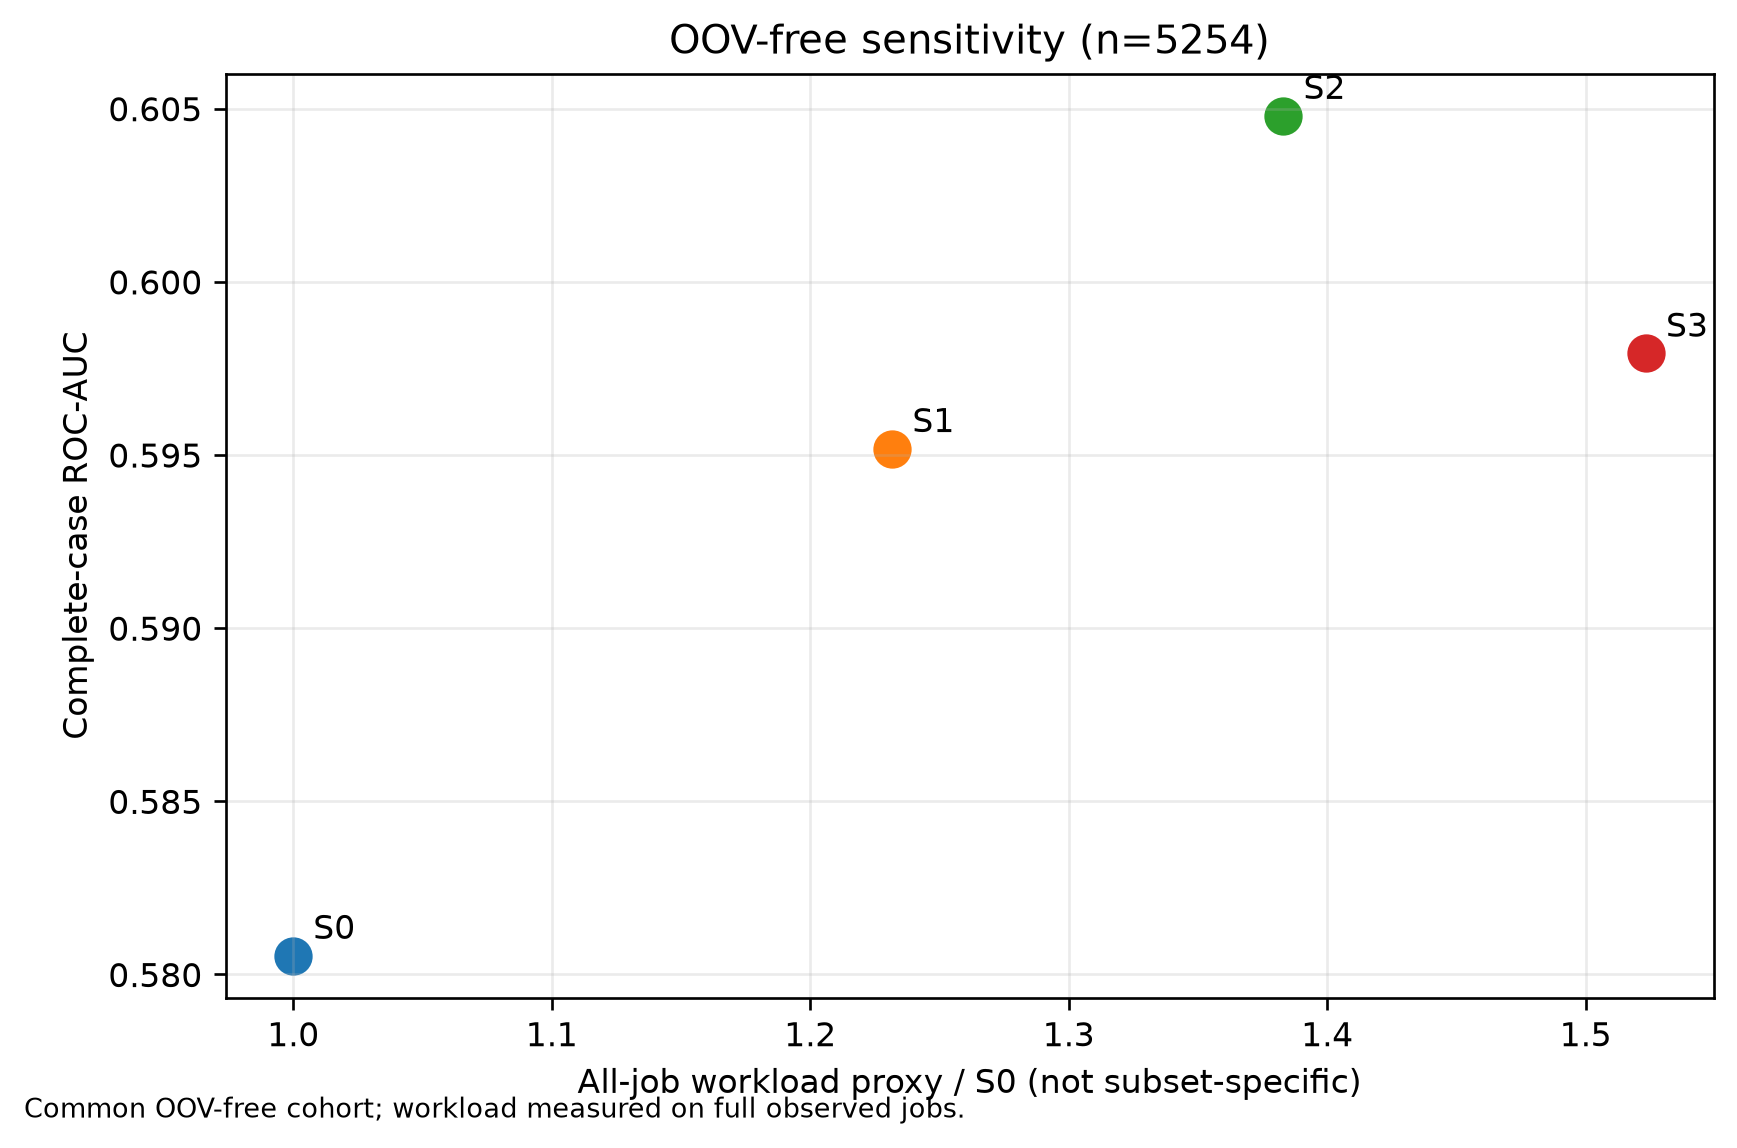 OOV-free sensitivity (n=5254)
S2
0.605
0.600
S3
S1
0.595
Complete-case ROC-AUC
0.590
0.585
S0
0.580
1.0 1.1 1.2 1.3 1.4 1.5
All-job workload proxy / S0 (not subset-specific)
Common OOV-free cohort; workload measured on full observed jobs.